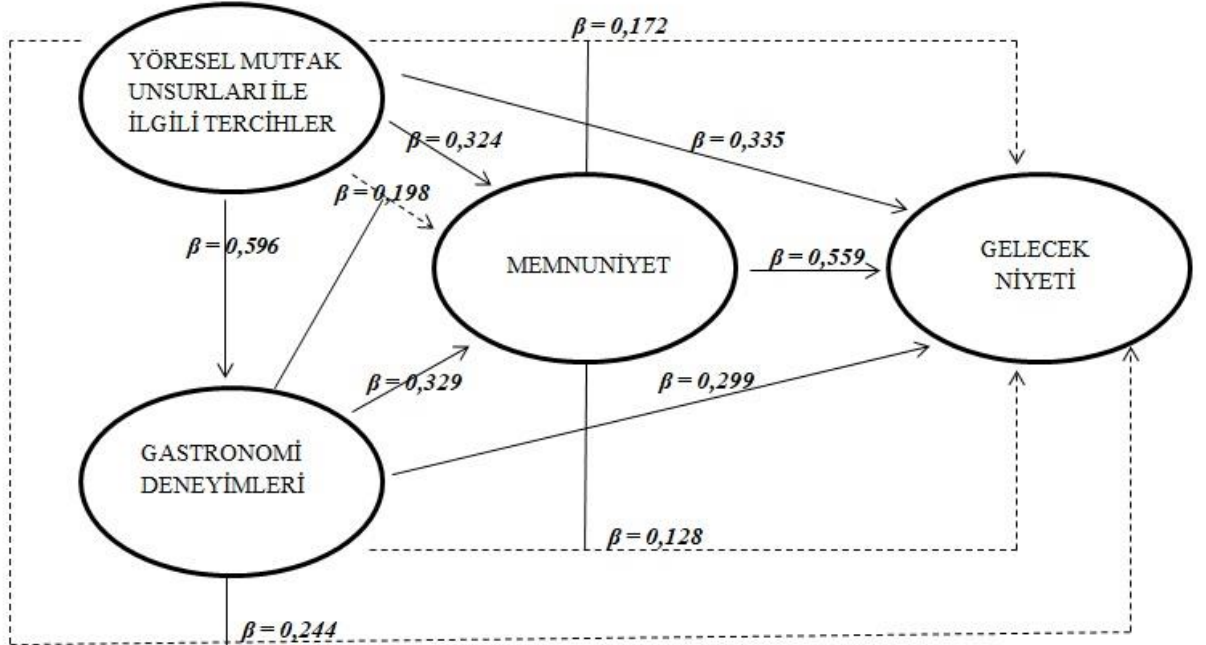 β = 0,172
YÖRESEL MUTFAK
UNSURLARI İLE
İLGİLİ TERCİHLER
β = 0,324
β = 0,335
β = 0,198
β = 0,596
MEMNUNİYET
β = 0,559
GELECEK
NİYETİ
β = 0,329
β = 0,299
GASTRONOMİ
DENEYİMLERİ
β = 0,128
β = 0,244